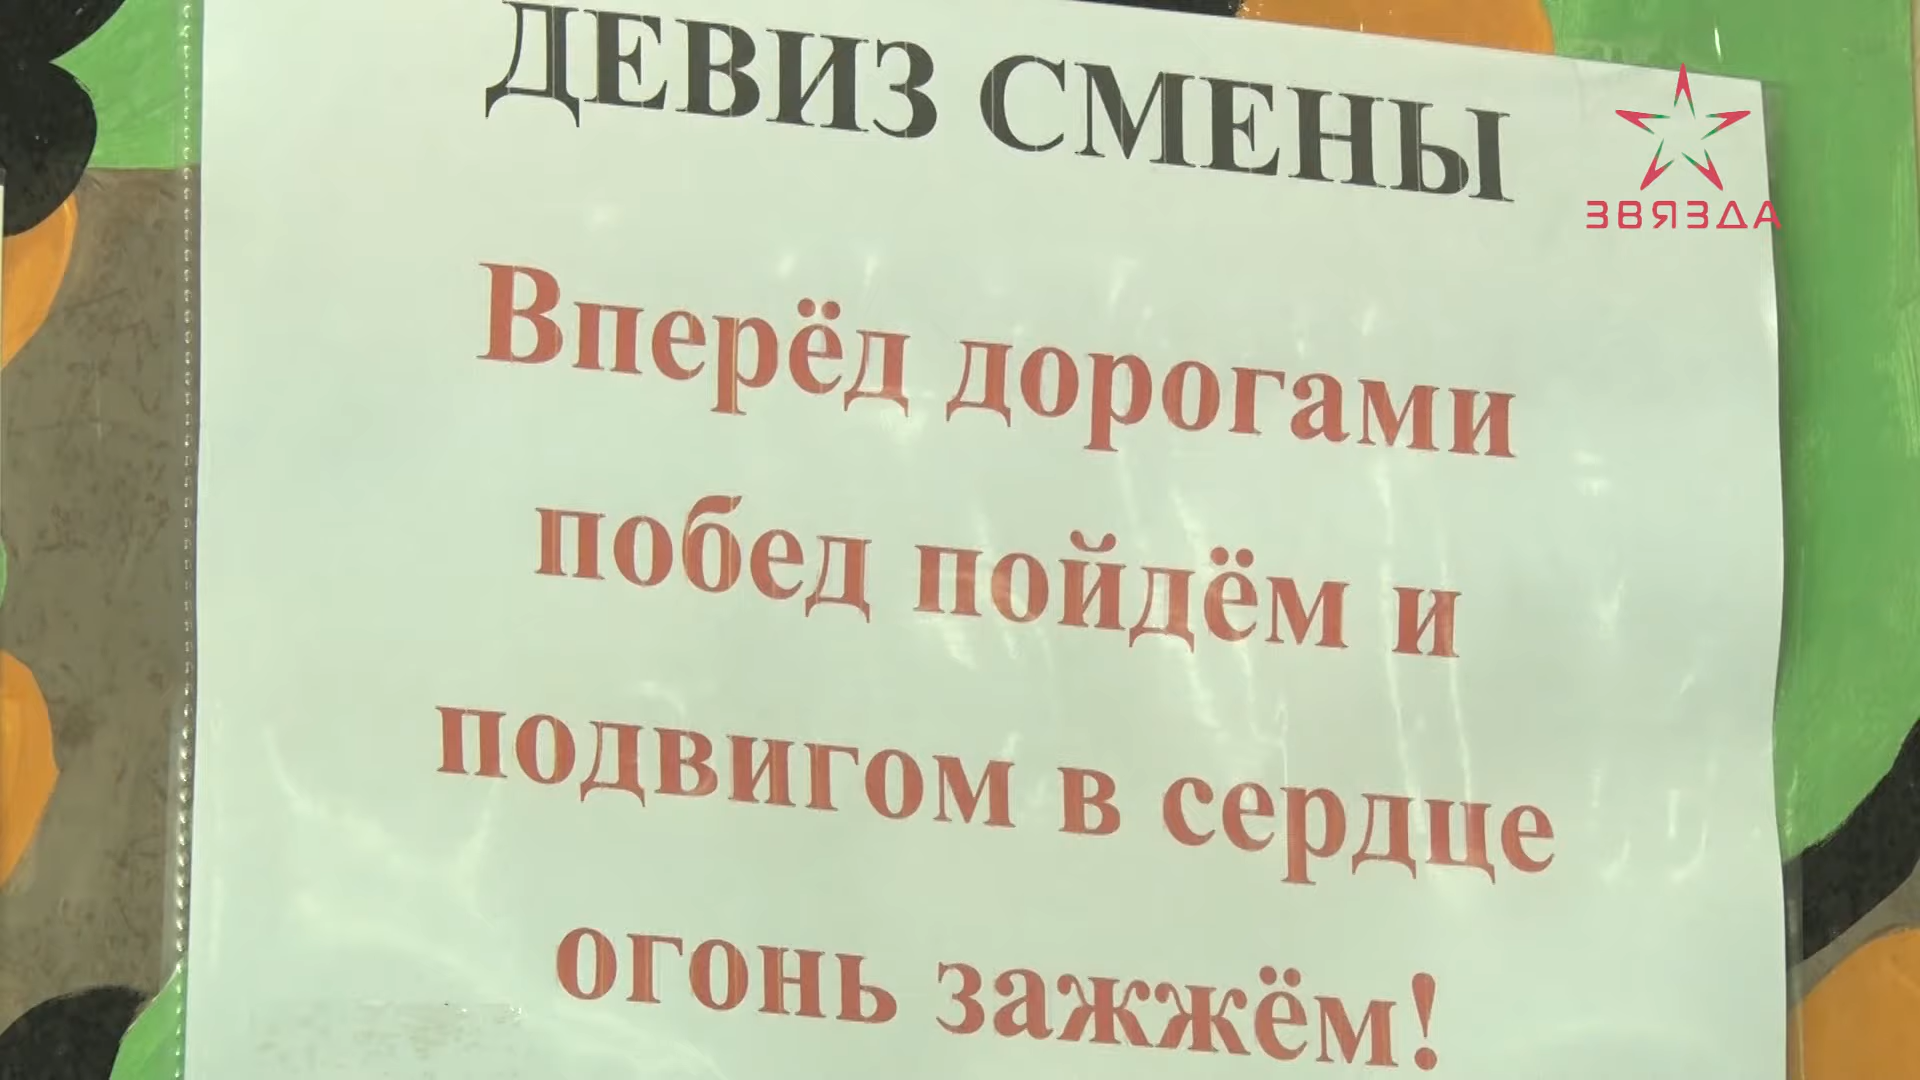 ДЕВИЗ СМЕНЫ
ЗВЯЗДА
Вперёд дорогами
побед пойдём и
подвигом в сердце
огонь зажжём!